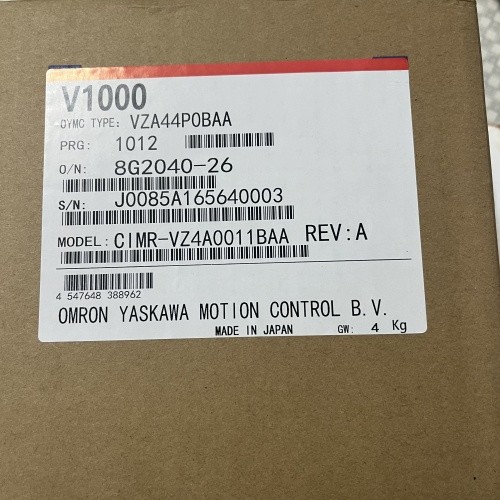 V1000
OYMC TYPE: VZA44P0BAA
PRG: 1012
O/N: 8G2040-26
S/N: J0085A165640003
MODEL: CIMR-VZ4A0011BAA REV:A
4 547648 388962
OMRON YASKAWA MOTION CONTROL B.V.
MADE IN JAPAN GW: 4 Kg